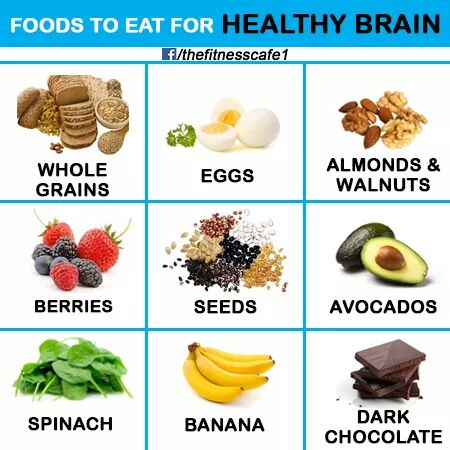 FOODS TO EAT FOR HEALTHY BRAIN
f/thefitnesscafe1
WHOLE
GRAINS
EGGS
ALMONDS &
WALNUTS
BERRIES
SEEDS
AVOCADOS
SPINACH
BANANA
DARK
CHOCOLATE